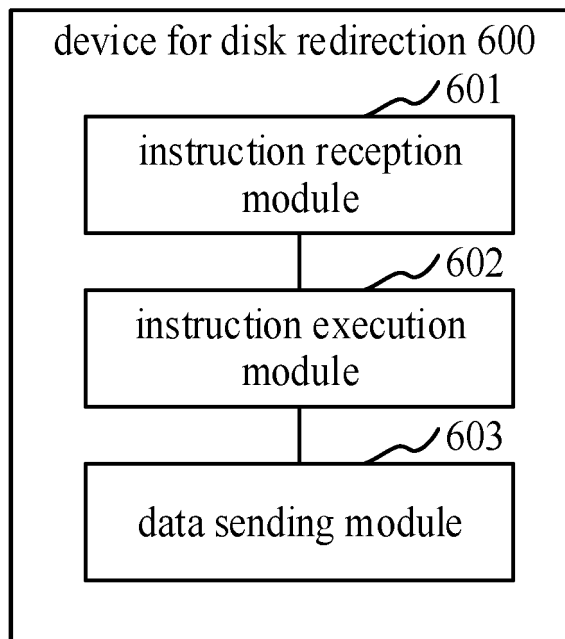 device for disk redirection 600
601
instruction reception
module
602
instruction execution
module
603
data sending module